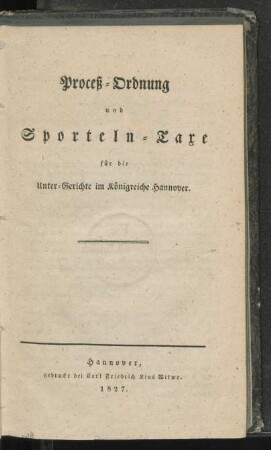 Proceß-Ordnung
und
Sporteln-Taxe
für die
Unter-Gerichte im Königreiche Hannover.
Hannover,
gedruckt bei Carl Friedrich Kius Witwe.
1827.